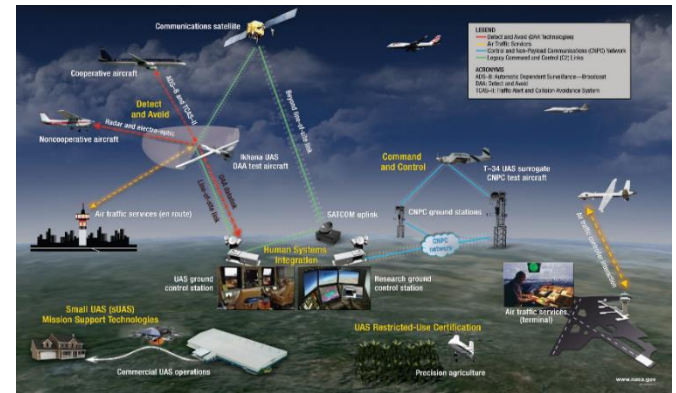 Communications satellite
LEGEND
Detect and Avoid (DAA) Technologies
Air Traffic Services
Control and Non-Payload Communications (CNPC) Network
Legacy Command and Control (C2) Links
ACRONYMS
ADS–B: Automatic Dependent Surveillance—Broadcast
DAA: Detect and Avoid
TCAS–II: Traffic Alert and Collision Avoidance System
Cooperative aircraft
ADS–B and TCAS–II
Detect
and Avoid
Radar and electro-optic
Noncooperative aircraft
Ikhana UAS
DAA test aircraft
Beyond line-of-site link
Command
and Control
T–34 UAS surrogate
CNPC test aircraft
Line-of-site link
Air traffic services (en route)
SATCOM uplink
CNPC ground stations
CNPC
network
Human Systems
Integration
UAS ground
control station
Research ground
control station
Air traffic services
(terminal)
Small UAS (sUAS)
Mission Support Technologies
Commercial UAS operations
UAS Restricted-Use Certification
Precision agriculture
www.nasa.gov